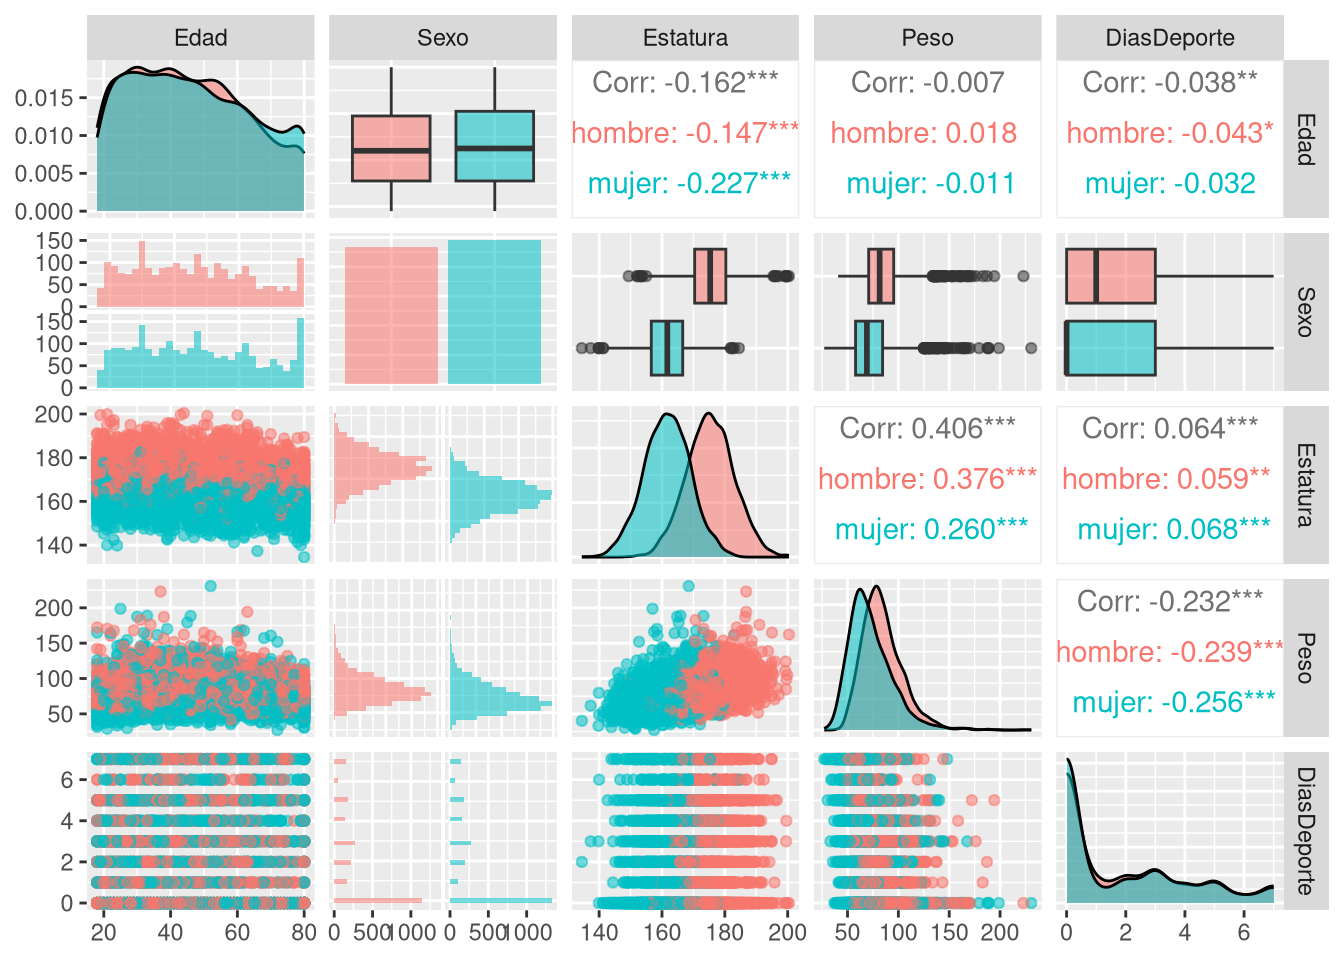 Edad Sexo Estatura Peso DiasDeporte
0.015
0.010
0.005
0.000
Corr: -0.162***
hombre: -0.147***
mujer: -0.227***
Corr: -0.007
hombre: 0.018
mujer: -0.011
Corr: -0.038**
hombre: -0.043*
mujer: -0.032
Edad
150
100
50
0
150
100
50
0
Sexo
200
180
160
140
Corr: 0.406***
hombre: 0.376***
mujer: 0.260***
Corr: 0.064***
hombre: 0.059**
mujer: 0.068***
Estatura
200
150
100
50
Corr: -0.232***
hombre: -0.239***
mujer: -0.256***
Peso
6
4
2
0
DiasDeporte
20 40 60 80 0 500 1000 0 500 1000 140 160 180 200 50 100 150 200 0 2 4 6